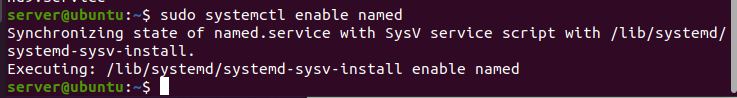 server@ubuntu:~$ sudo systemctl enable named
Synchronizing state of named.service with SysV service script with /lib/systemd/
systemd-sysv-install.
Executing: /lib/systemd/systemd-sysv-install enable named
server@ubuntu:~$